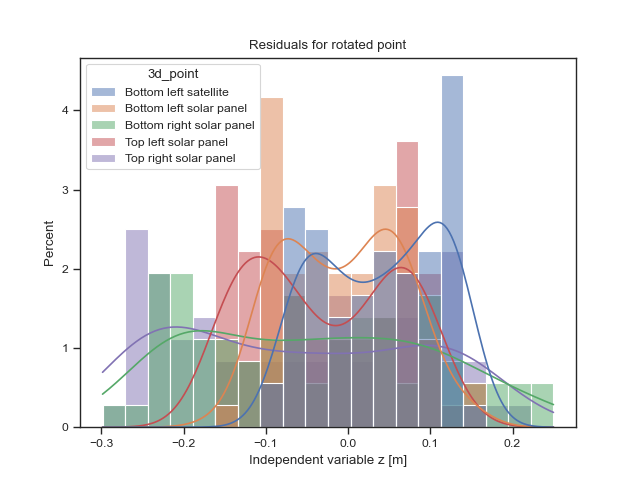 Residuals for rotated point
3d_point
Bottom left satellite
Bottom left solar panel
Bottom right solar panel
Top left solar panel
Top right solar panel
Percent
4
3
2
1
0
−0.3 −0.2 −0.1 0.0 0.1 0.2
Independent variable z [m]